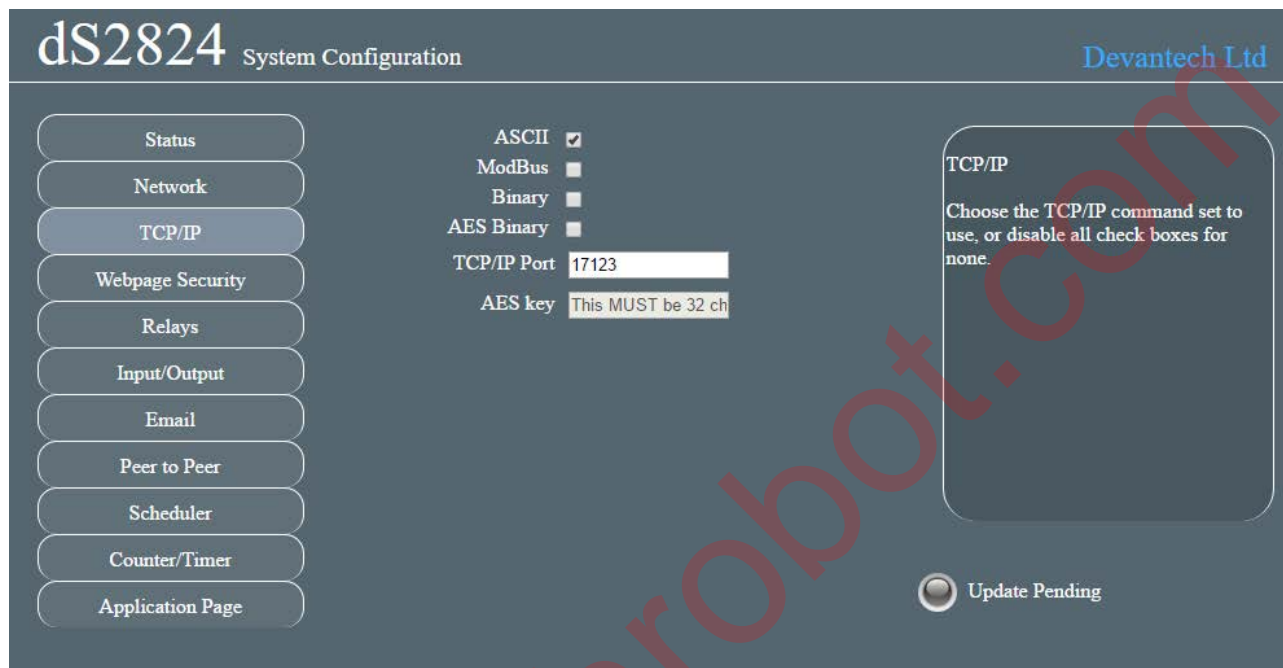 dS2824 System Configuration
Devantech Ltd
Status
Network
TCP/IP
Webpage Security
Relays
Input/Output
Email
Peer to Peer
Scheduler
Counter/Timer
Application Page
ASCII
ModBus
Binary
AES Binary
TCP/IP Port 17123
AES key This MUST be 32 ch
TCP/IP
Choose the TCP/IP command set to
use, or disable all check boxes for
none.
Update Pending
robot.com